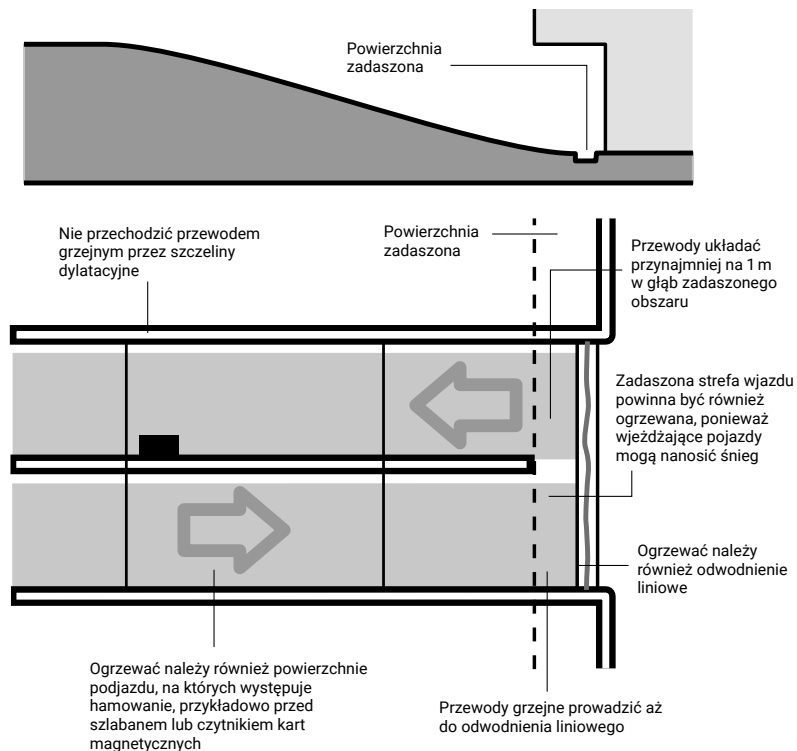 Powierzchnia
zadaszona
Nie przechodzić przewodem
grzejnym przez szczeliny
dylatacyjne
Powierzchnia
zadaszona
Przewody układać
przynajmniej na 1 m
w głąb zadaszonego
obszaru
Zadaszona strefa wjazdu
powinna być również
ogrzewana, ponieważ
wjeżdżające pojazdy
mogą nanosić śnieg
Ogrzewać należy
również odwodnienie
liniowe
Ogrzewać należy również powierzchnie
podjazdu, na których występuje
hamowanie, przykładowo przed
szlabanem lub czytnikiem kart
magnetycznych
Przewody grzejne prowadzić aż
do odwodnienia liniowego